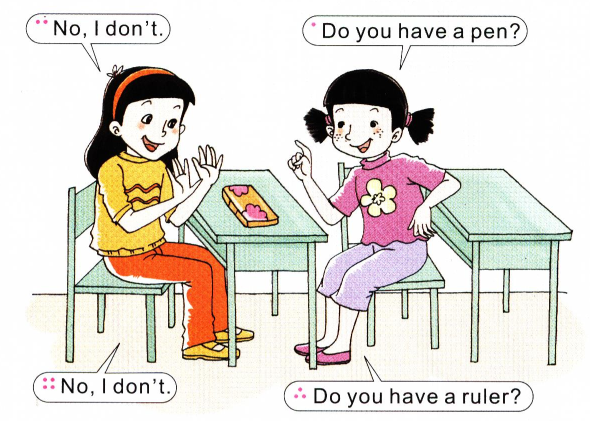 Do you have a pen?
No, I don't.
Do you have a ruler?
No, I don't.